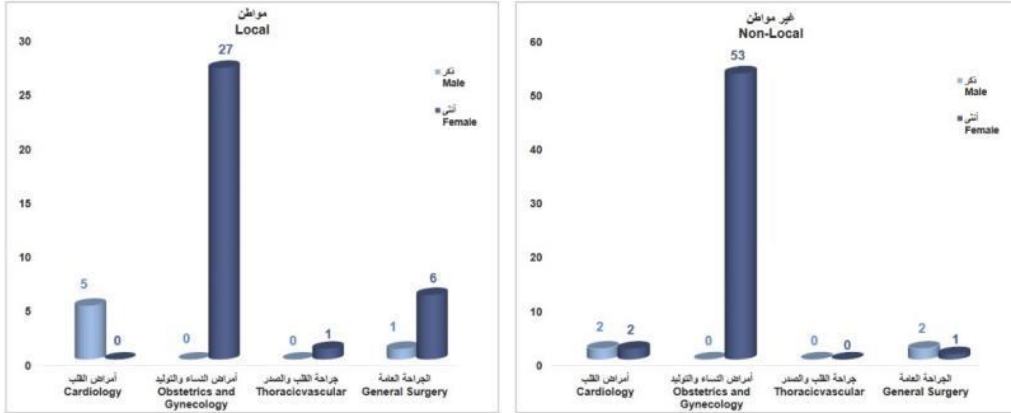 مواطن
Local
30
25
20
15
10
5
0
ذكر
Male
أنثى
Female
5
0
0
27
0
1
1
6
أمراض القلب
Cardiology
أمراض النساء والتوليد
Obstetrics and
Gynecology
جراحة القلب والصدر
Thoracicvascular
الجراحة العامة
General Surgery
غير مواطن
Non-Local
60
50
40
30
20
10
0
ذكر
Male
أنثى
Female
2
2
0
53
0
0
2
1
أمراض القلب
Cardiology
أمراض النساء والتوليد
Obstetrics and
Gynecology
جراحة القلب والصدر
Thoracicvascular
الجراحة العامة
General Surgery